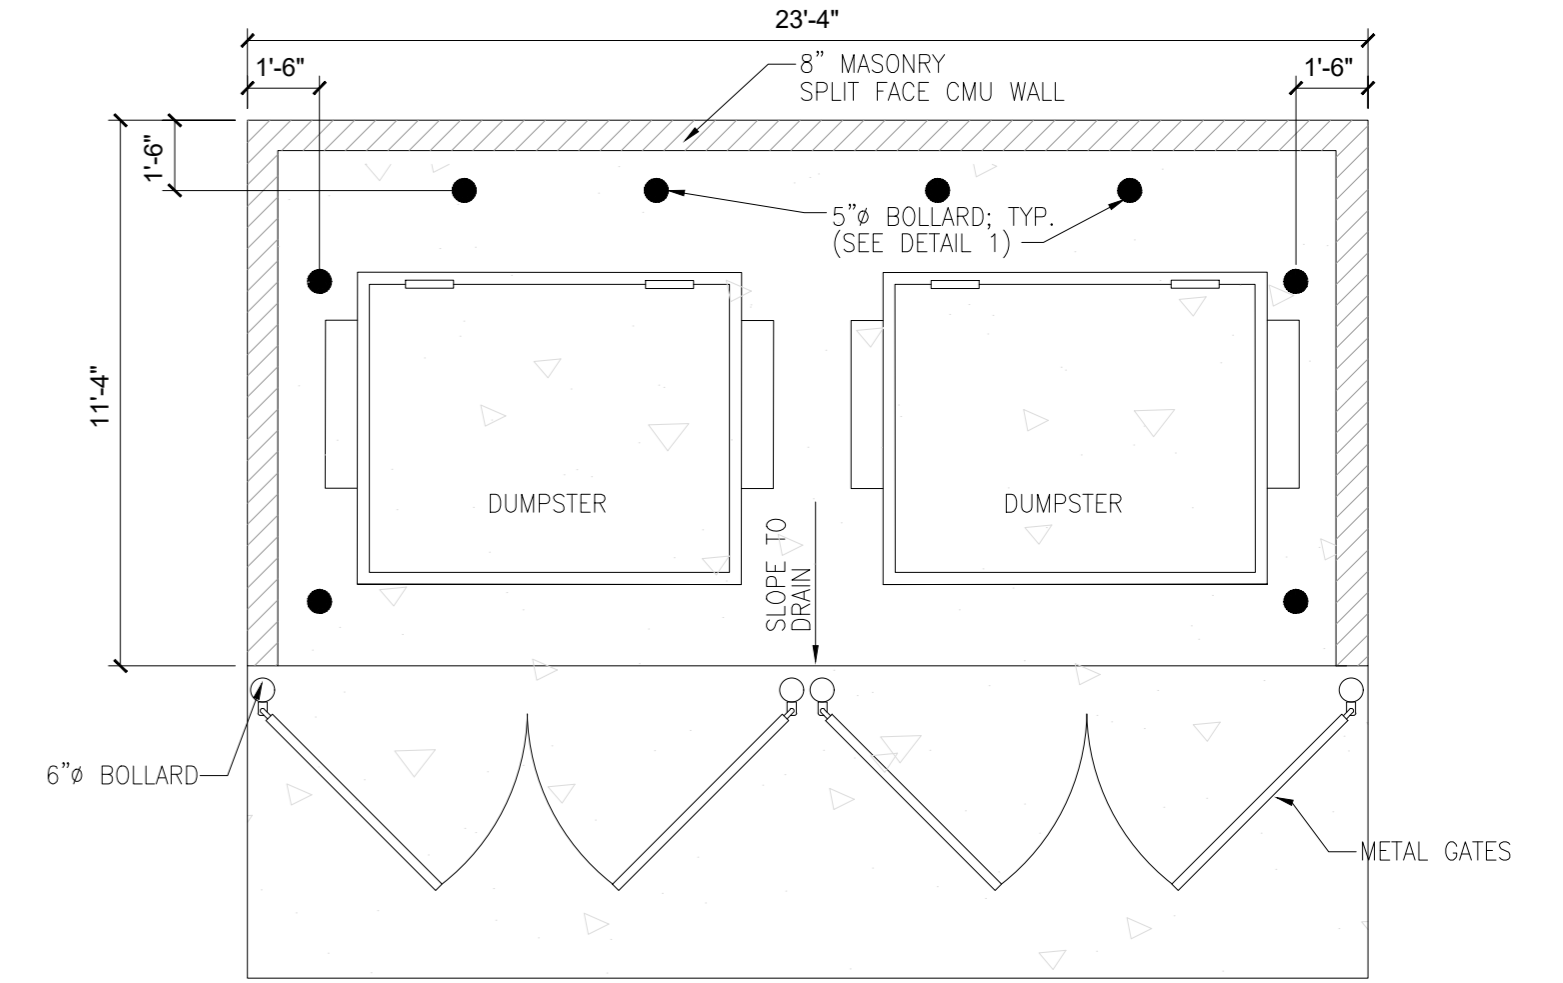 23'-4"
1'-6"
8” MASONRY
SPLIT FACE CMU WALL
1'-6"
1'-6"
5”ø BOLLARD; TYP.
(SEE DETAIL 1)
11'-4"
DUMPSTER
DUMPSTER
SLOPE TO
DRAIN
6”ø BOLLARD
METAL GATES